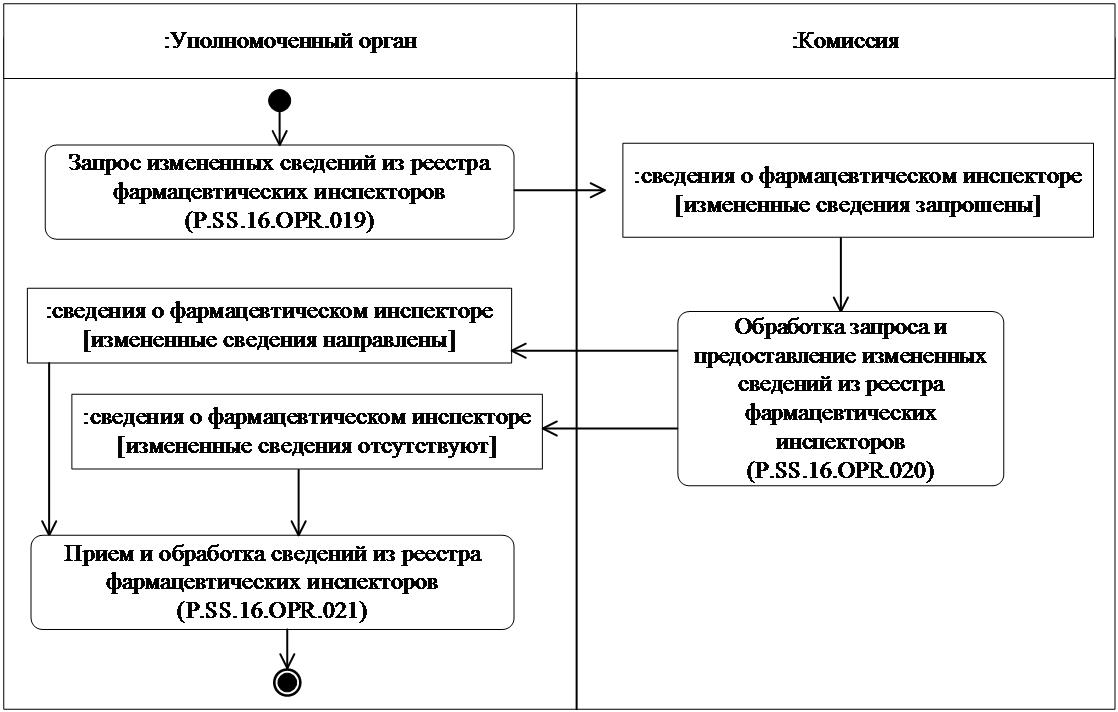 :Уполномоченный орган
:Комиссия
Запрос измененных сведений из реестра
фармацевтических инспекторов
(P.SS.16.OPR.019)
:сведения о фармацевтическом инспекторе
[измененные сведения запрошены]
:сведения о фармацевтическом инспекторе
[измененные сведения направлены]
Обработка запроса и
предоставление измененных
сведений из реестра
фармацевтических
инспекторов
(P.SS.16.OPR.020)
:сведения о фармацевтическом инспекторе
[измененные сведения отсутствуют]
Прием и обработка сведений из реестра
фармацевтических инспекторов
(P.SS.16.OPR.021)